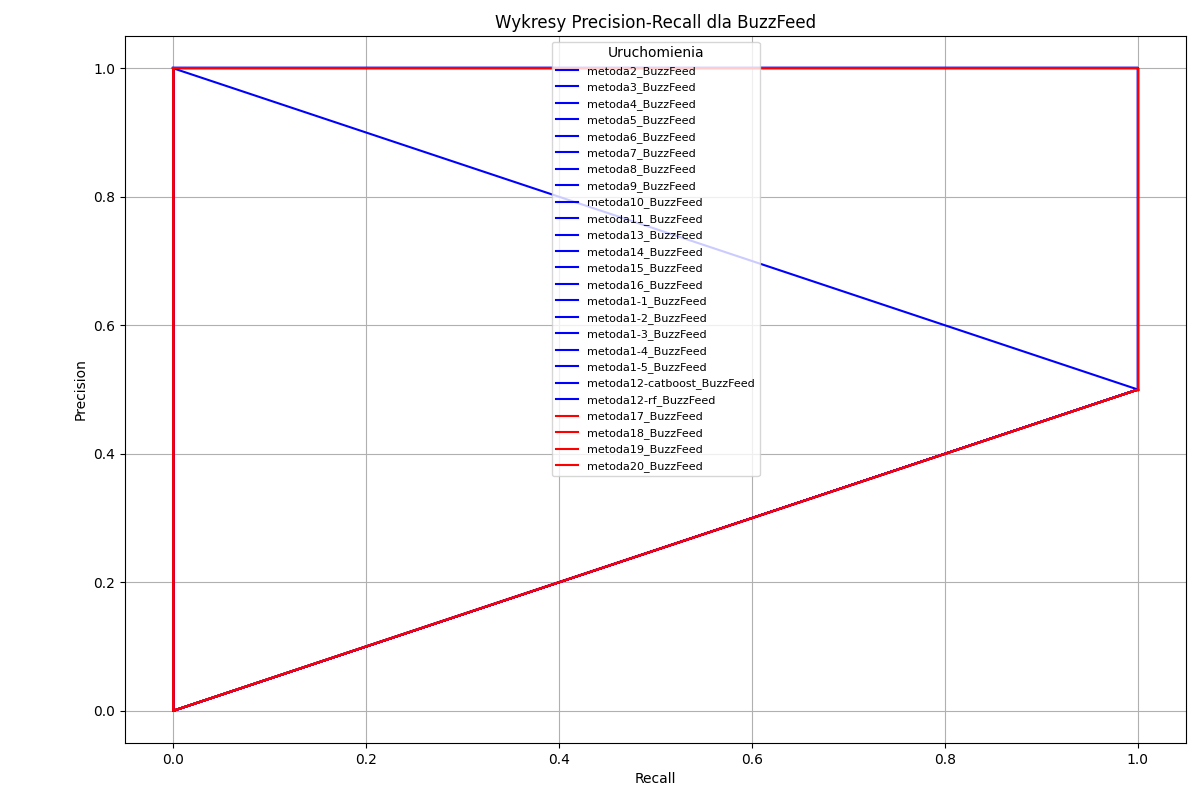 Wykresy Precision-Recall dla BuzzFeed
Uruchomienia
metoda2_BuzzFeed
metoda3_BuzzFeed
metoda4_BuzzFeed
metoda5_BuzzFeed
metoda6_BuzzFeed
metoda7_BuzzFeed
metoda8_BuzzFeed
metoda9_BuzzFeed
metoda10_BuzzFeed
metoda11_BuzzFeed
metoda13_BuzzFeed
metoda14_BuzzFeed
metoda15_BuzzFeed
metoda16_BuzzFeed
metoda1-1_BuzzFeed
metoda1-2_BuzzFeed
metoda1-3_BuzzFeed
metoda1-4_BuzzFeed
metoda1-5_BuzzFeed
metoda12-catboost_BuzzFeed
metoda12-rf_BuzzFeed
metoda17_BuzzFeed
metoda18_BuzzFeed
metoda19_BuzzFeed
metoda20_BuzzFeed
Precision
1.0
0.8
0.6
0.4
0.2
0.0
0.0 0.2 0.4 0.6 0.8 1.0
Recall